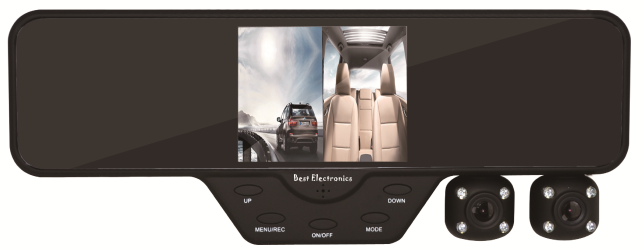 Best Electronics
UP
DOWN
MENU/REC
ON/OFF
MODE